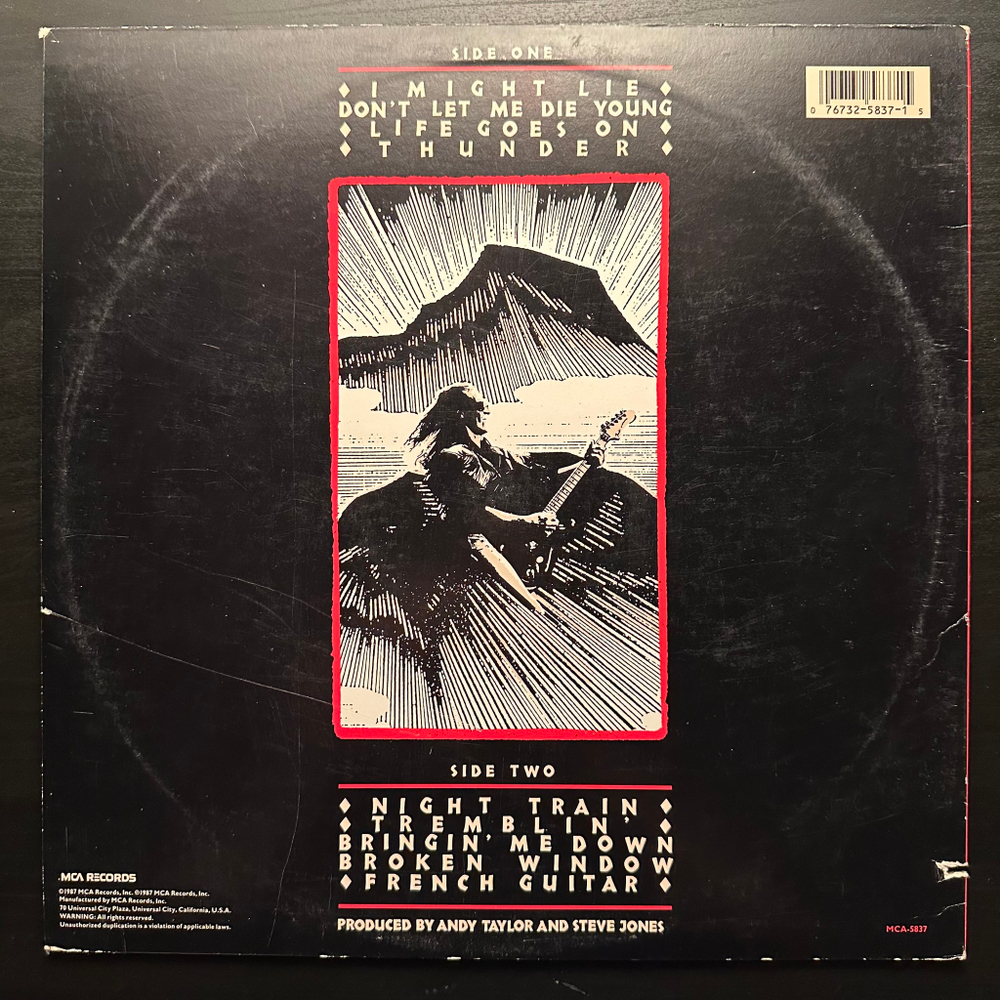 SIDE ONE
I MIGHT LIE
DON'T LET ME DIE YOUNG
LIFE GOES ON
THUNDER
0 76732-5837-1 5
SIDE TWO
NIGHT TRAIN
TREMBLIN'
BRINGIN' ME DOWN
BROKEN WINDOW
FRENCH GUITAR
PRODUCED BY ANDY TAYLOR AND STEVE JONES
MCA RECORDS
©1987 MCA Records, Inc. ℗1987 MCA Records, Inc.
Manufactured by MCA Records, Inc.
70 Universal City Plaza, Universal City, California, U.S.A.
WARNING: All rights reserved.
Unauthorized duplication is a violation of applicable laws.
MCA-5837